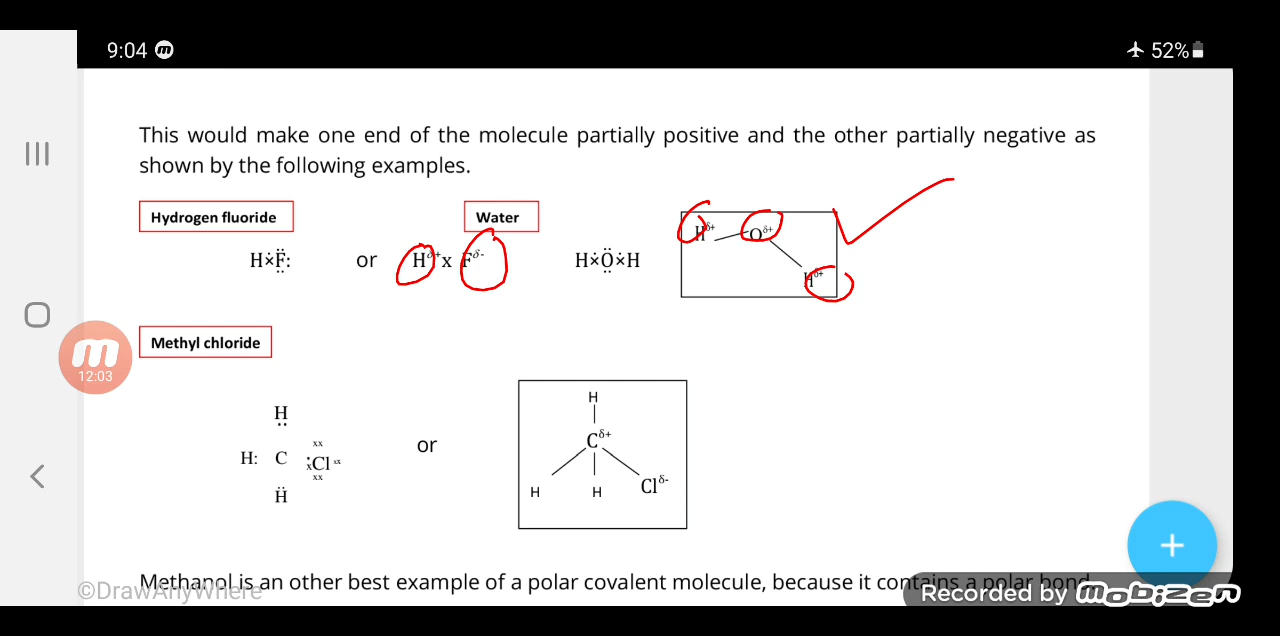 9:04 m 52%
This would make one end of the molecule partially positive and the other partially negative as
shown by the following examples.
Hydrogen fluoride
Water
H×F:
or
Hδ+ x Fδ-
H×O×H
Hδ+
Oδ+
Hδ+
Methyl chloride
12:03
H
H: C Cl
xx
xx
xx
H
or
H
Cδ+
H
H
Clδ-
+
Methanol is an other best example of a polar covalent molecule, because it contains a polar bond
©DrawAnyWhere
Recorded by mobizen